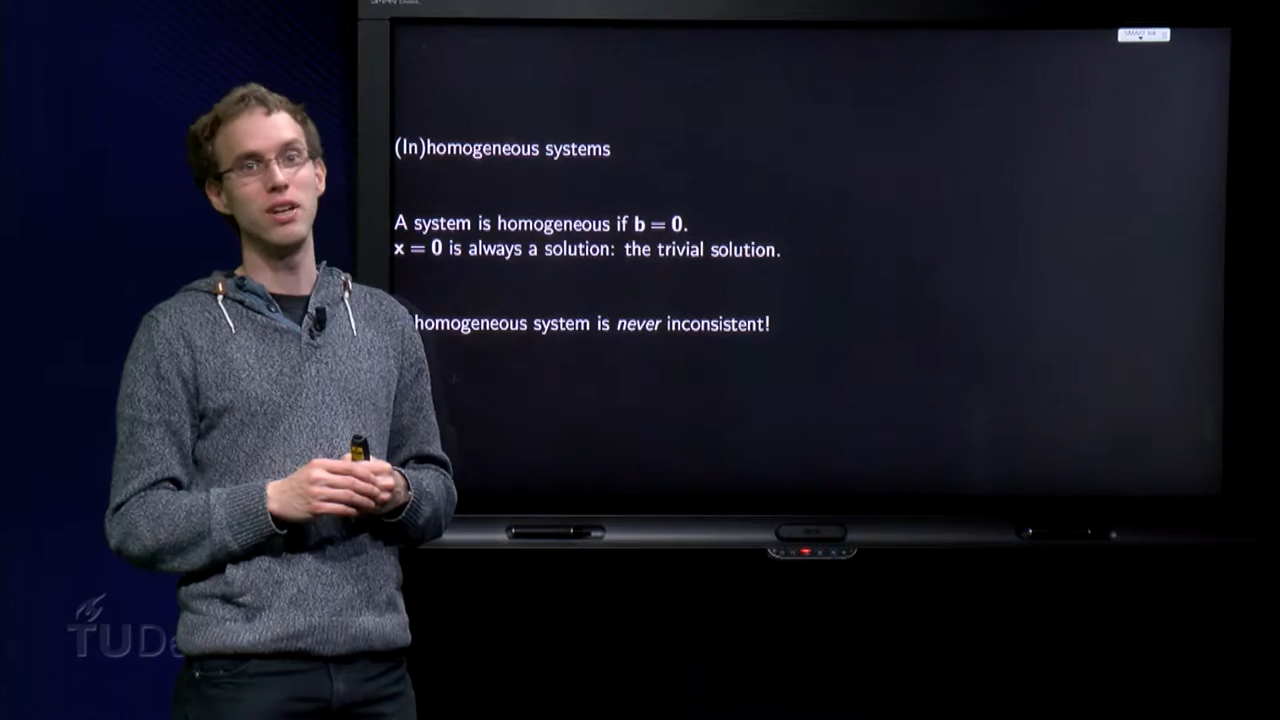 (In)homogeneous systems
A system is homogeneous if b = 0.
x = 0 is always a solution: the trivial solution.
homogeneous system is never inconsistent!
TUDe